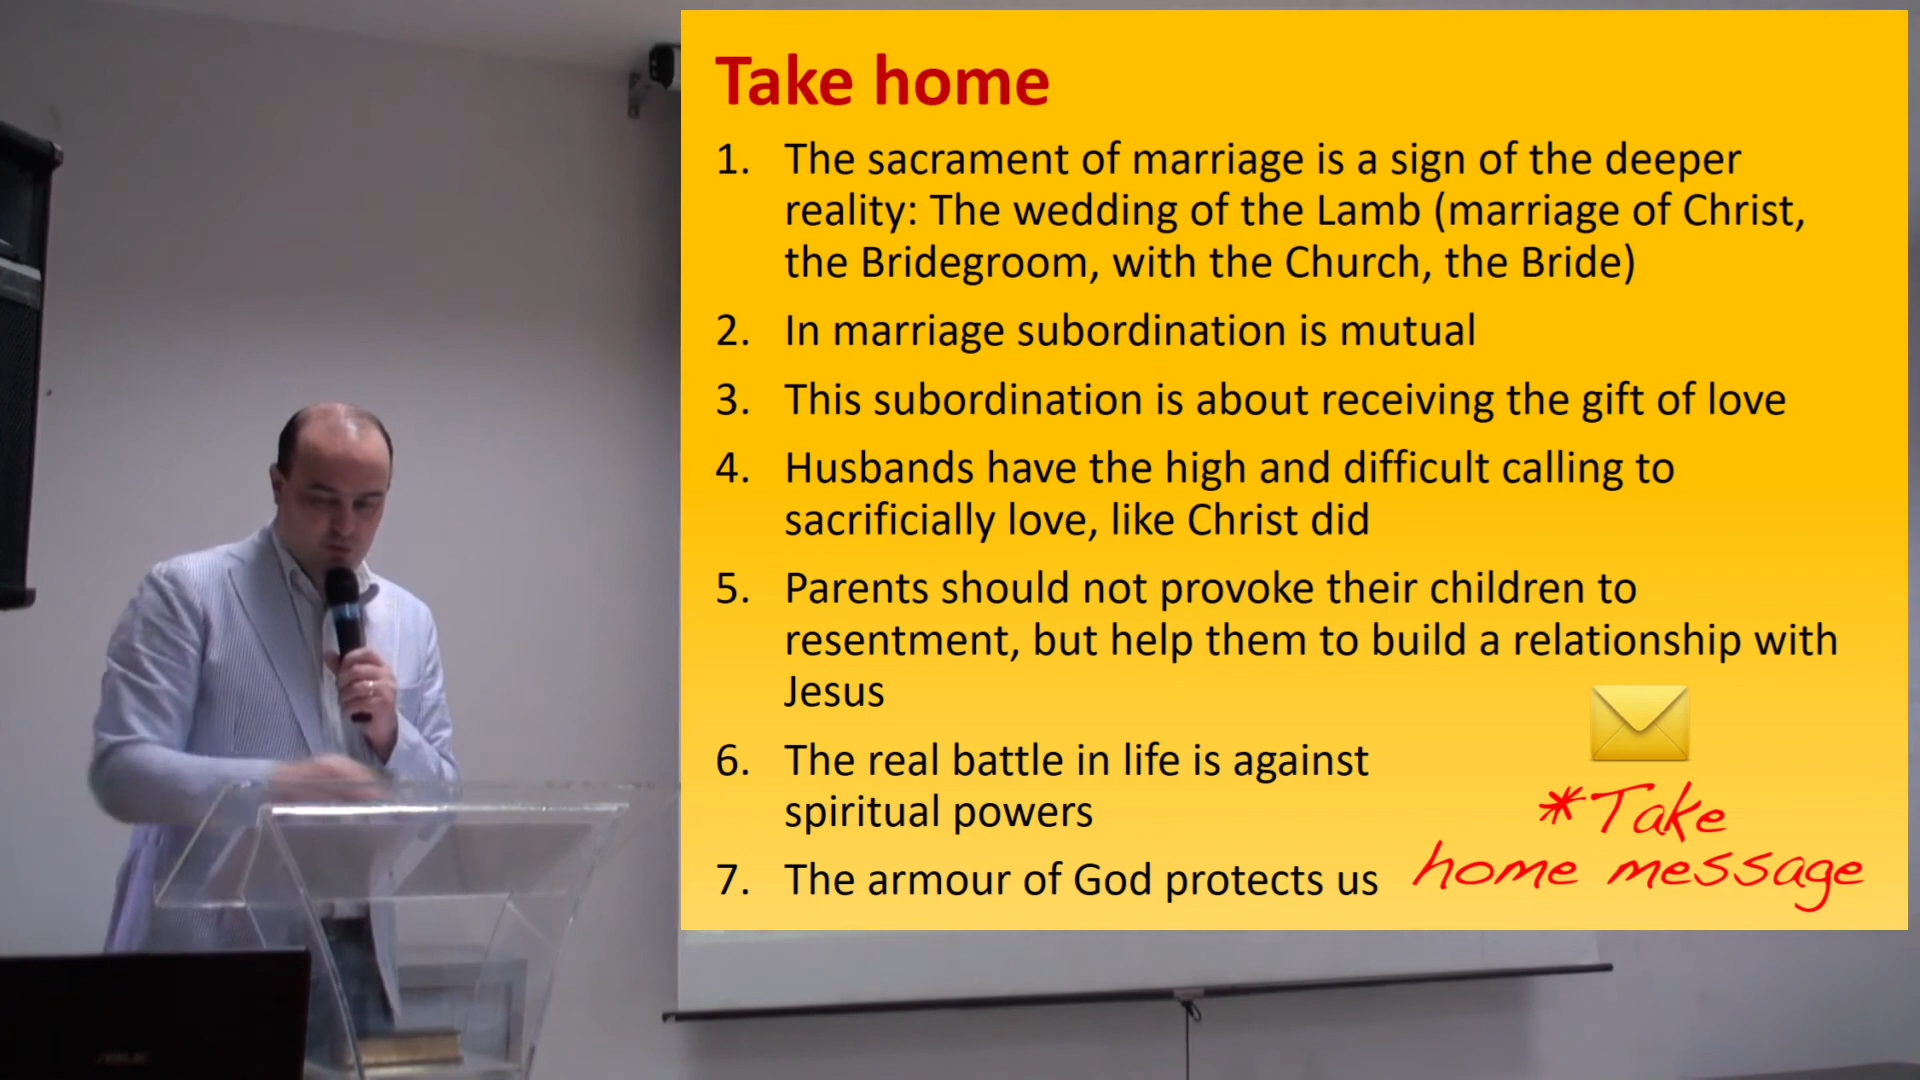 Take home
1. The sacrament of marriage is a sign of the deeper
reality: The wedding of the Lamb (marriage of Christ,
the Bridegroom, with the Church, the Bride)
2. In marriage subordination is mutual
3. This subordination is about receiving the gift of love
4. Husbands have the high and difficult calling to
sacrificially love, like Christ did
5. Parents should not provoke their children to
resentment, but help them to build a relationship with
Jesus
6. The real battle in life is against
spiritual powers
7. The armour of God protects us
*Take
home message